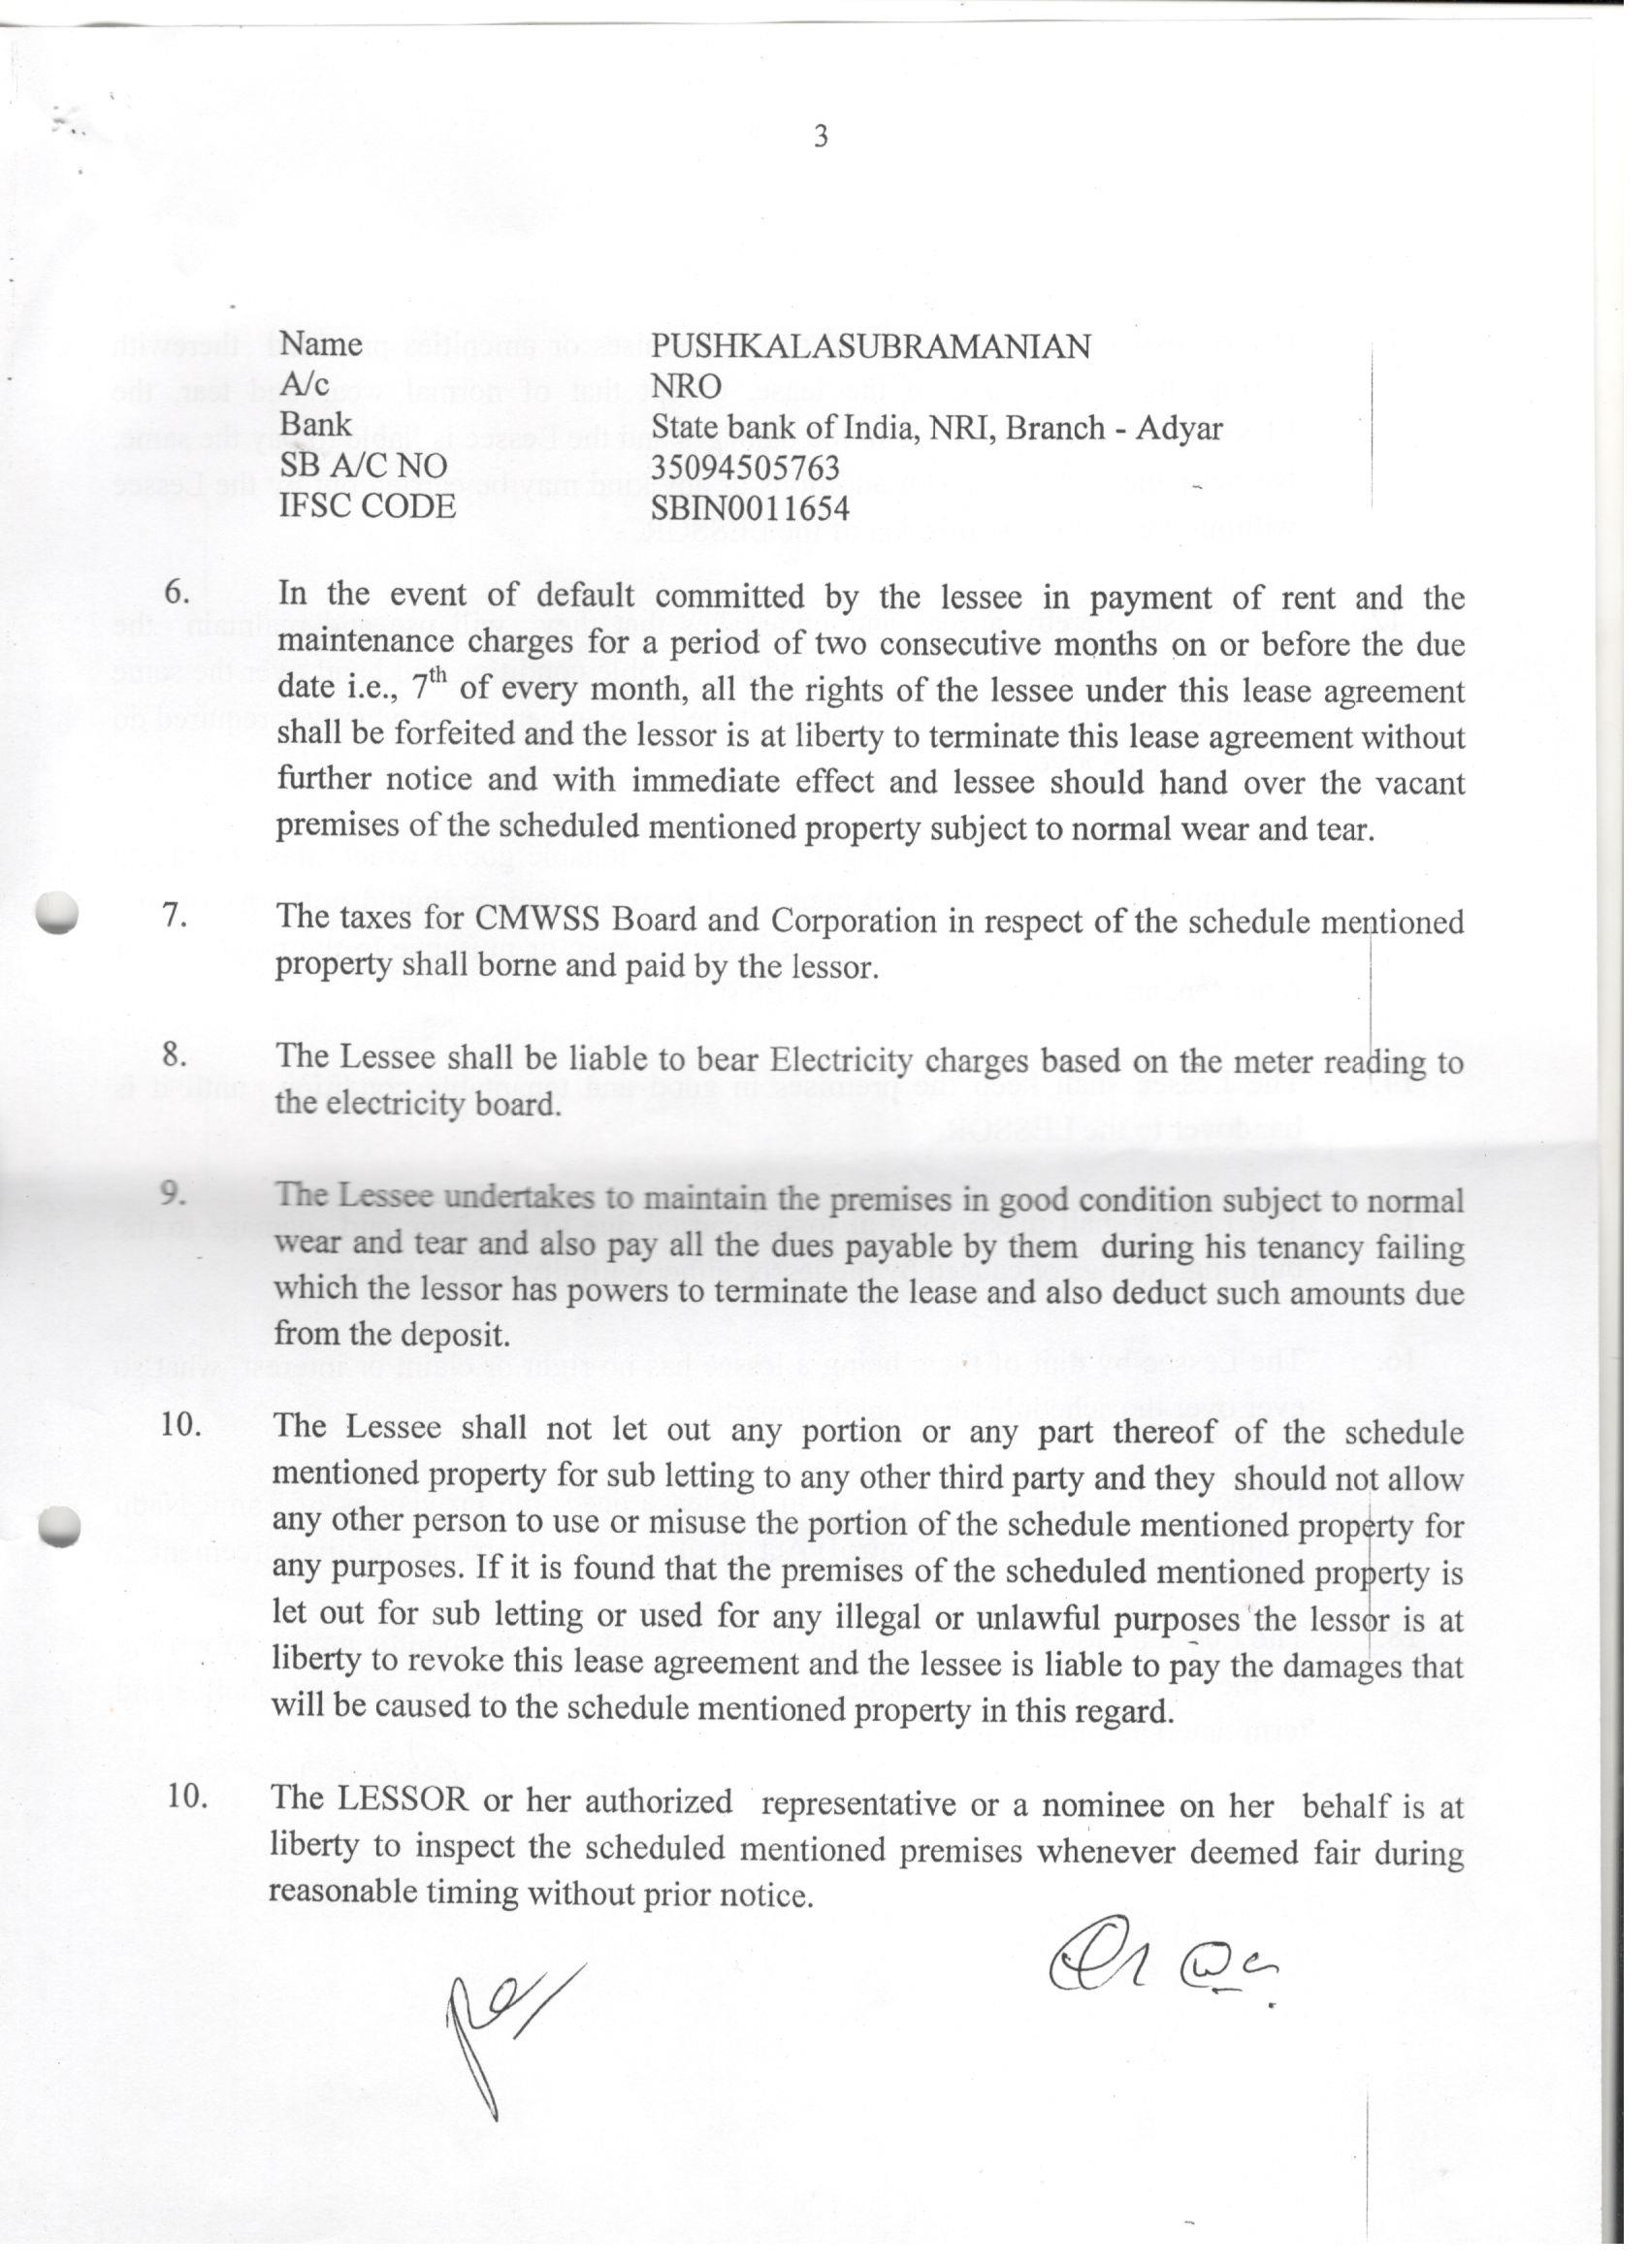 3
Name PUSHKALASUBRAMANIAN
A/c NRO
Bank State bank of India, NRI, Branch - Adyar
SB A/C NO 35094505763
IFSC CODE SBIN0011654
6. In the event of default committed by the lessee in payment of rent and the
maintenance charges for a period of two consecutive months on or before the due
date i.e., 7th of every month, all the rights of the lessee under this lease agreement
shall be forfeited and the lessor is at liberty to terminate this lease agreement without
further notice and with immediate effect and lessee should hand over the vacant
premises of the scheduled mentioned property subject to normal wear and tear.
7. The taxes for CMWSS Board and Corporation in respect of the schedule mentioned
property shall borne and paid by the lessor.
8. The Lessee shall be liable to bear Electricity charges based on the meter reading to
the electricity board.
9. The Lessee undertakes to maintain the premises in good condition subject to normal
wear and tear and also pay all the dues payable by them during his tenancy failing
which the lessor has powers to terminate the lease and also deduct such amounts due
from the deposit.
10. The Lessee shall not let out any portion or any part thereof of the schedule
mentioned property for sub letting to any other third party and they should not allow
any other person to use or misuse the portion of the schedule mentioned property for
any purposes. If it is found that the premises of the scheduled mentioned property is
let out for sub letting or used for any illegal or unlawful purposes the lessor is at
liberty to revoke this lease agreement and the lessee is liable to pay the damages that
will be caused to the schedule mentioned property in this regard.
10. The LESSOR or her authorized representative or a nominee on her behalf is at
liberty to inspect the scheduled mentioned premises whenever deemed fair during
reasonable timing without prior notice.